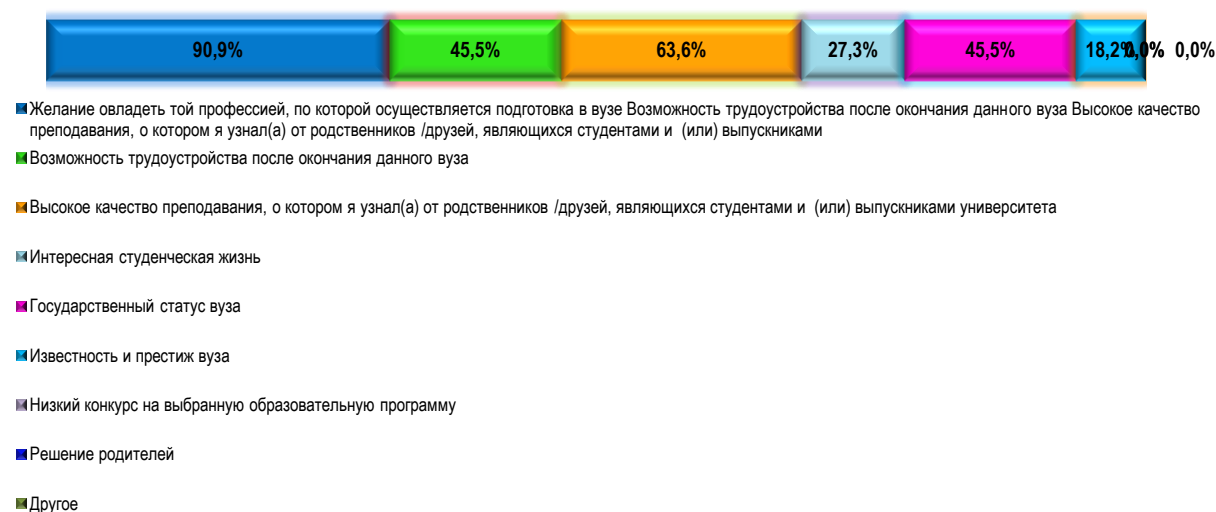 90,9% 45,5% 63,6% 27,3% 45,5% 18,2% 0,0% 0,0%
Желание овладеть той профессией, по которой осуществляется подготовка в вузе Возможность трудоустройства после окончания данного вуза Высокое качество
преподавания, о котором я узнал(а) от родственников /друзей, являющихся студентами и (или) выпускниками
Возможность трудоустройства после окончания данного вуза
Высокое качество преподавания, о котором я узнал(а) от родственников /друзей, являющихся студентами и (или) выпускниками университета
Интересная студенческая жизнь
Государственный статус вуза
Известность и престиж вуза
Низкий конкурс на выбранную образовательную программу
Решение родителей
Другое